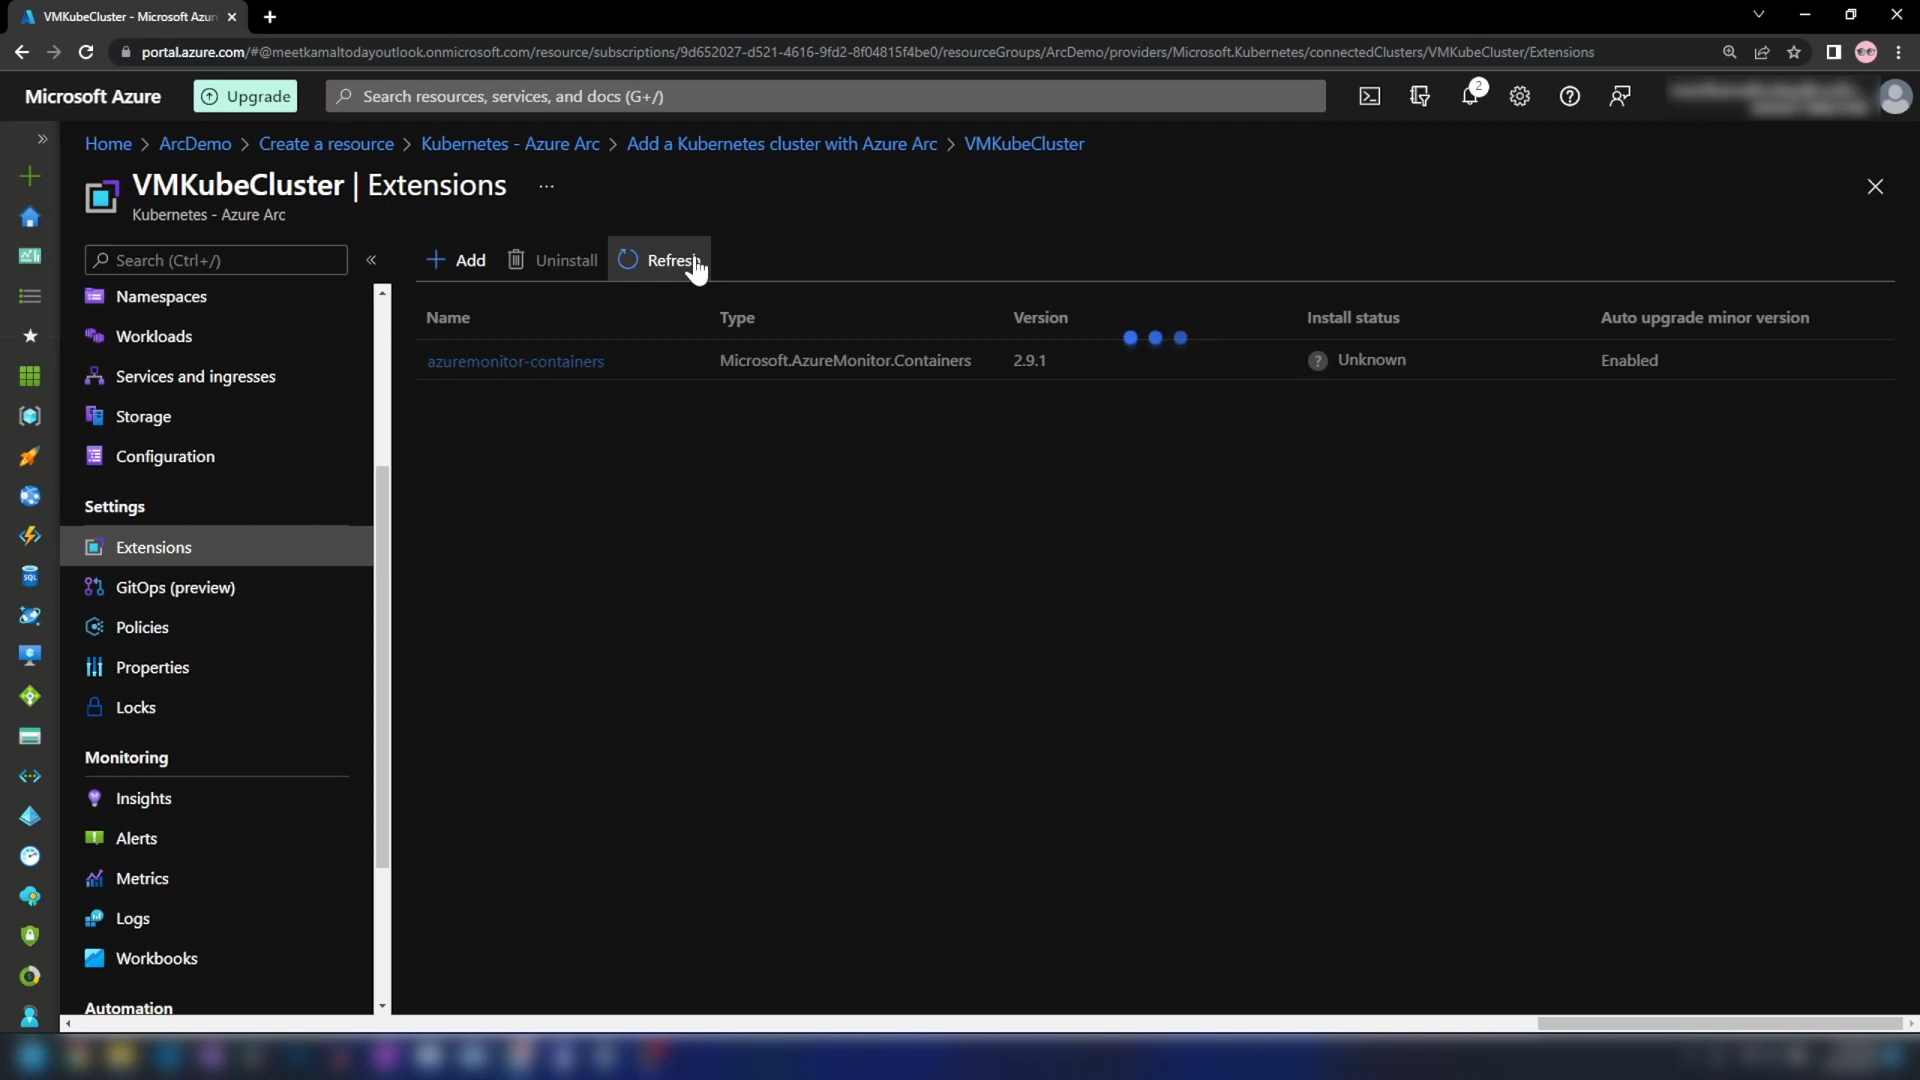 VMKubeCluster - Microsoft Azur
portal.azure.com/#@meetkamaltodayoutlook.onmicrosoft.com/resource/subscriptions/9d652027-d521-4616-9fd2-8f04815f4be0/resourceGroups/ArcDemo/providers/Microsoft.Kubernetes/connectedClusters/VMKubeCluster/Extensions
Microsoft Azure
Upgrade
Search resources, services, and docs (G+/)
2
Home > ArcDemo > Create a resource > Kubernetes - Azure Arc > Add a Kubernetes cluster with Azure Arc > VMKubeCluster
VMKubeCluster | Extensions ...
Kubernetes - Azure Arc
Search (Ctrl+/)
Add
Uninstall
Refresh
Namespaces
Workloads
Services and ingresses
Storage
Configuration
Settings
Extensions
GitOps (preview)
Policies
Properties
Locks
Monitoring
Insights
Alerts
Metrics
Logs
Workbooks
Automation
Name Type Version Install status Auto upgrade minor version
azuremonitor-containers Microsoft.AzureMonitor.Containers 2.9.1 Unknown Enabled
SQL